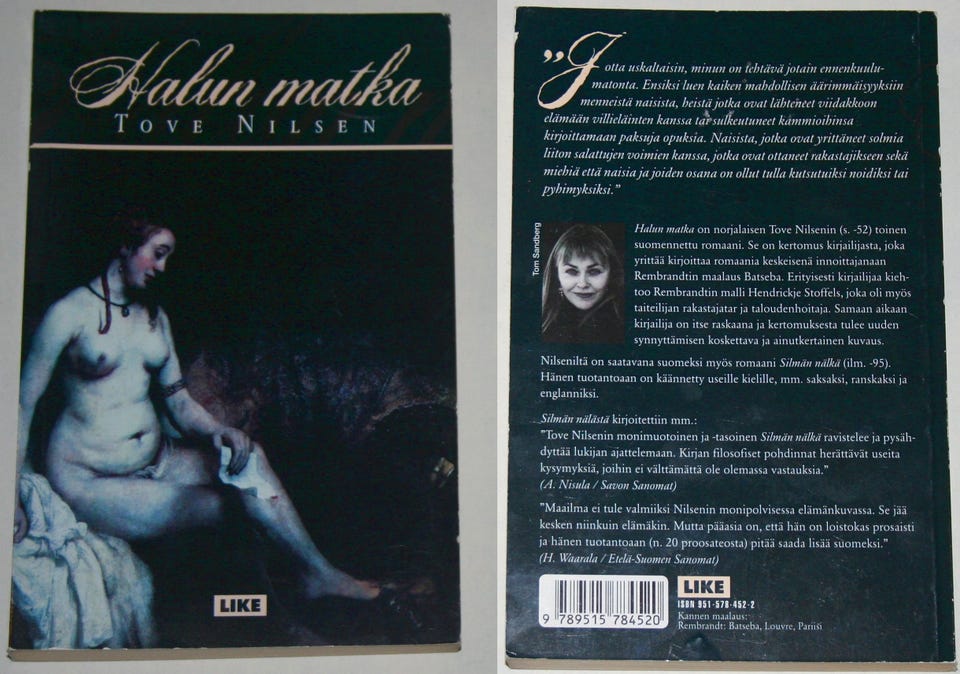 Halun matka
TOVE NILSEN
LIKE
”Jotta uskaltaisin, minun on tehtävä jotain ennenkuulu-
matonta. Ensiksi luen kaiken mahdollisen äärimmäisyyksiin
menneistä naisista, heistä jotka ovat lähteneet viidakkoon
elämään villieläinten kanssa tai sulkeutuneet kammioihinsa
kirjoittamaan paksuja opuksia. Naisista, jotka ovat yrittäneet solmia
liiton salattujen voimien kanssa, jotka ovat ottaneet rakastajikseen sekä
miehiä että naisia ja joiden osana on ollut tulla kutsutuiksi noidiksi tai
pyhimyksiksi.”
Tom Sandberg
Halun matka on norjalaisen Tove Nilsenin (s. -52) toinen
suomennettu romaani. Se on kertomus kirjailijasta, joka
yrittää kirjoittaa romaania keskeisenä innoittajanaan
Rembrandtin maalaus Batseba. Erityisesti kirjailijaa kieh-
too Rembrandtin malli Hendrickje Stoffels, joka oli myös
taiteilijan rakastajatar ja taloudenhoitaja. Samaan aikaan
kirjailija on itse raskaana ja kertomuksesta tulee uuden
synnyttämisen koskettava ja ainutkertainen kuvaus.
Nilseniltä on saatavana suomeksi myös romaani Silmän nälkä (ilm. -95).
Hänen tuotantoaan on käännetty useille kielille, mm. saksaksi, ranskaksi ja
englanniksi.
Silmän nälästä kirjoitettiin mm.:
”Tove Nilsenin monimuotoinen ja -tasoinen Silmän nälkä ravistelee ja pysäh-
dyttää lukijan ajattelemaan. Kirjan filosofiset pohdinnat herättävät useita
kysymyksiä, joihin ei välttämättä ole olemassa vastauksia.”
(A. Nisula / Savon Sanomat)
”Maailma ei tule valmiiksi Nilsenin monipolvisessa elämänkuvassa. Se jää
kesken niinkuin elämäkin. Mutta pääasia on, että hän on loistokas prosaisti
ja hänen tuotantoaan (n. 20 proosateosta) pitää saada lisää suomeksi.”
(H. Waarala / Etelä-Suomen Sanomat)
9 789515 784520
LIKE
ISBN 951-578-452-2
Kannen maalaus:
Rembrandt: Batseba, Louvre, Pariisi